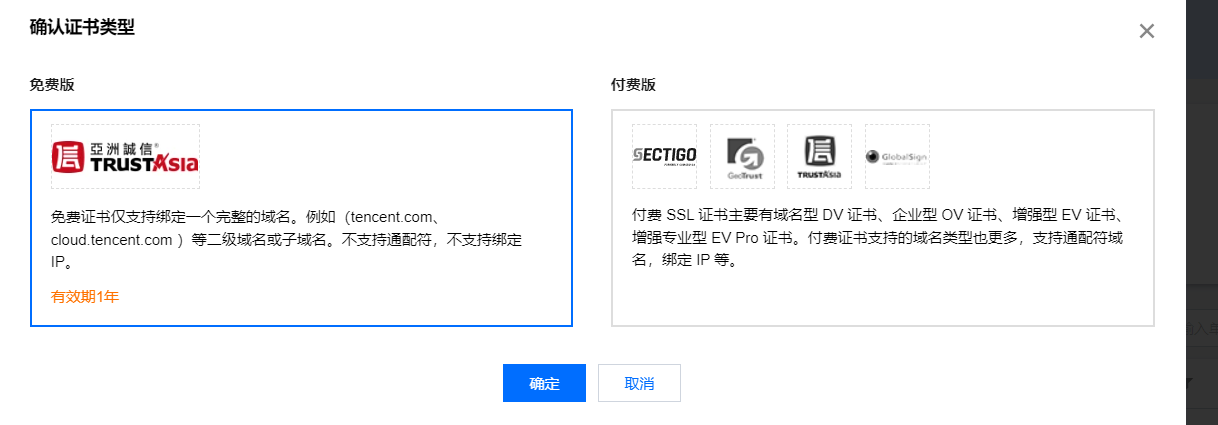 确认证书类型
免费版
亞洲誠信®
TRUSTAsia
免费证书仅支持绑定一个完整的域名。例如（tencent.com、
cloud.tencent.com ）等二级域名或子域名。不支持通配符，不支持绑定
IP。
有效期1年
付费版
SECTIGO
GeoTrust
TRUSTAsia
GlobalSign
付费 SSL 证书主要有域名型 DV 证书、企业型 OV 证书、增强型 EV 证书、
增强专业型 EV Pro 证书。付费证书支持的域名类型也更多，支持通配符域
名，绑定 IP 等。
确定
取消